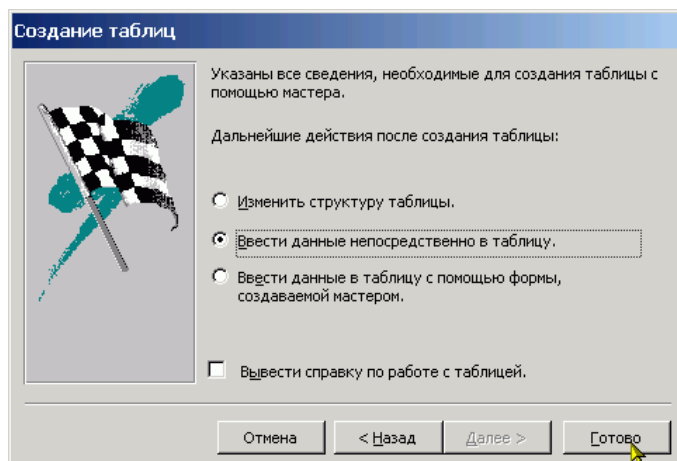 Создание таблиц
Указаны все сведения, необходимые для создания таблицы с
помощью мастера.
Дальнейшие действия после создания таблицы:
Изменить структуру таблицы.
Ввести данные непосредственно в таблицу.
Ввести данные в таблицу с помощью формы,
создаваемой мастером.
Вывести справку по работе с таблицей.
Отмена
< Назад
Далее >
Готово